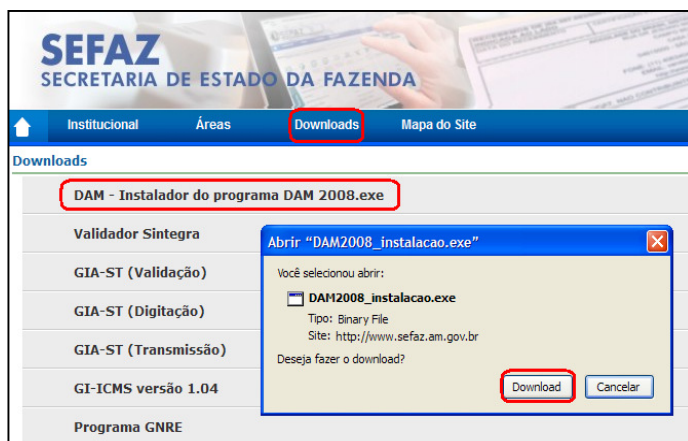 SEFAZ
SECRETARIA DE ESTADO DA FAZENDA
Institucional Áreas Downloads Mapa do Site
Downloads
DAM - Instalador do programa DAM 2008.exe
Validador Sintegra
GIA-ST (Validação)
GIA-ST (Digitação)
GIA-ST (Transmissão)
GI-ICMS versão 1.04
Programa GNRE
Abrir "DAM2008_instalacao.exe"
Você selecionou abrir:
DAM2008_instalacao.exe
Tipo: Binary File
Site: http://www.sefaz.am.gov.br
Deseja fazer o download?
Download Cancelar